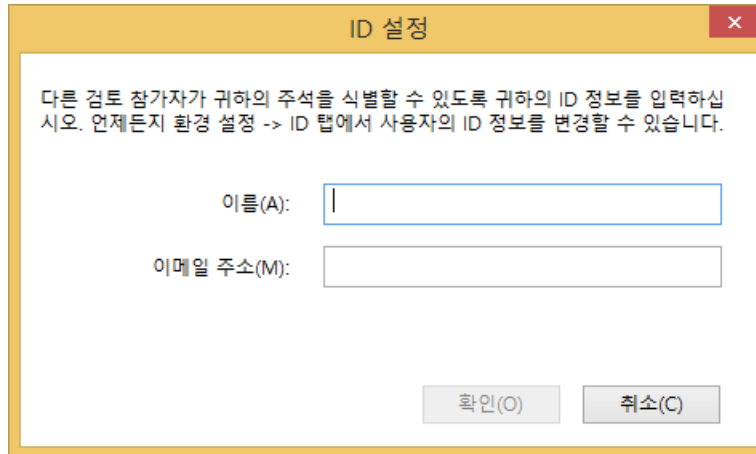 ID 설정
다른 검토 참가자가 귀하의 주석을 식별할 수 있도록 귀하의 ID 정보를 입력하십
시오. 언제든지 환경 설정 -> ID 탭에서 사용자의 ID 정보를 변경할 수 있습니다.
이름(A):
이메일 주소(M):
확인(O) 취소(C)